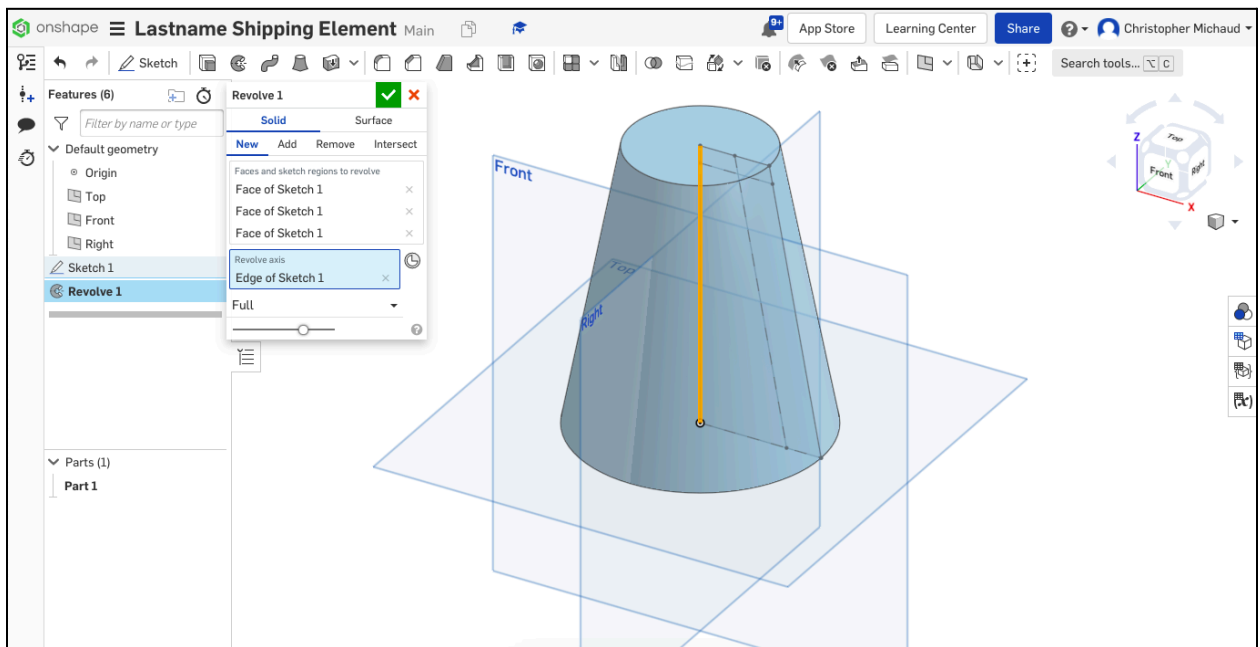 onshape Lastname Shipping Element Main 9+ App Store Learning Center Share Christopher Michaud
Sketch Search tools... ⌥ C
Features (6)
Filter by name or type
Default geometry
Origin
Top
Front
Right
Sketch 1
Revolve 1
Parts (1)
Part 1
Revolve 1
Solid Surface
New Add Remove Intersect
Faces and sketch regions to revolve
Face of Sketch 1
Face of Sketch 1
Face of Sketch 1
Revolve axis
Edge of Sketch 1
Full
Front
Top
Right
Z
Top
Y
Front Right
X
(x)